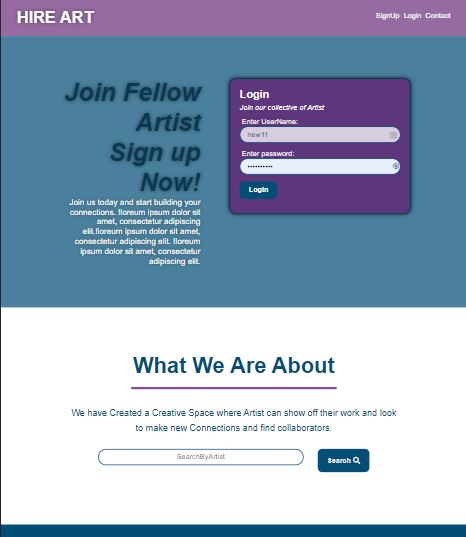 HIRE ART
SignUp Login Contact
Join Fellow
Artist
Sign up
Now!
Join us today and start building your
connections. !loreum ipsum dolor sit
amet, consectetur adipiscing
elit.!loreum ipsum dolor sit amet,
consectetur adipiscing elit. !loreum
ipsum dolor sit amet, consectetur
adipiscing elit.
Login
Join our collective of Artist
Enter UserName:
new11
Enter password:
••••••••••
Login
What We Are About
We have Created a Creative Space where Artist can show off their work and look
to make new Connections and find collaborators.
SearchByArtist
Search